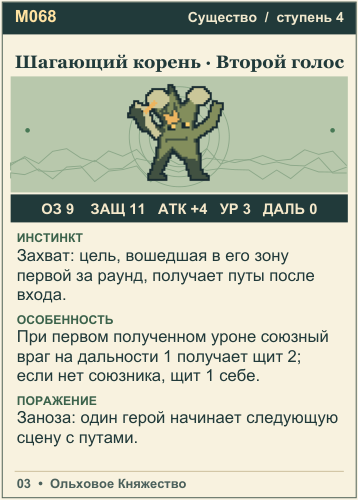 M068
Существо / ступень 4
Шагающий корень · Второй голос
ОЗ 9 ЗАЩ 11 АТК +4 УР 3 ДАЛЬ 0
ИНСТИНКТ
Захват: цель, вошедшая в его зону
первой за раунд, получает путы после
входа.
ОСОБЕННОСТЬ
При первом полученном уроне союзный
враг на дальности 1 получает щит 2;
если нет союзника, щит 1 себе.
ПОРАЖЕНИЕ
Заноза: один герой начинает следующую
сцену с путами.
03 • Ольховое Княжество